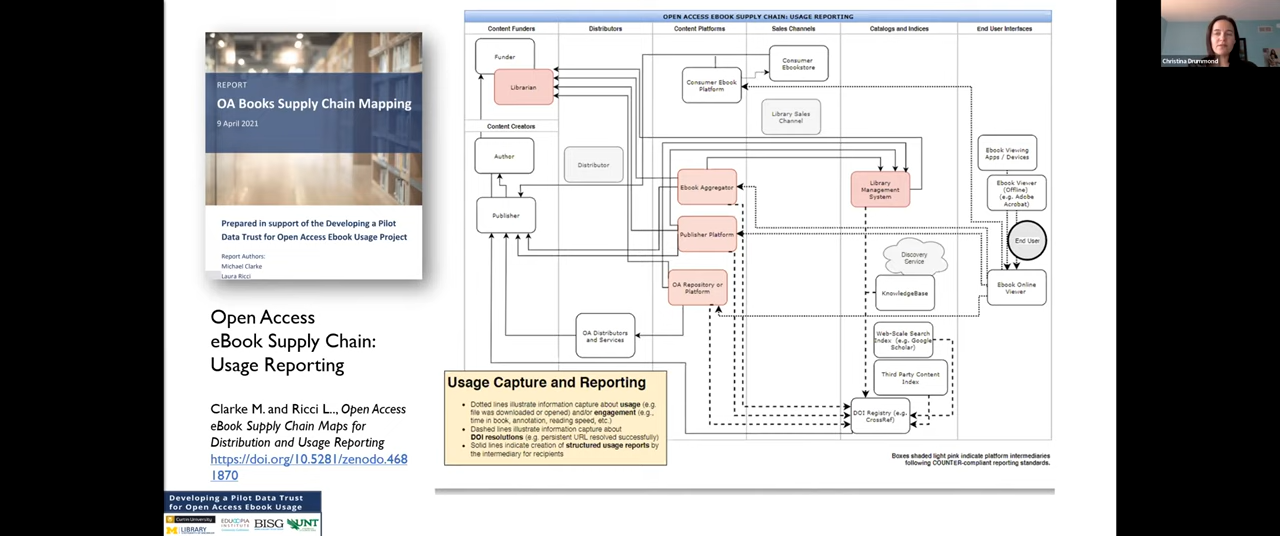 REPORT
OA Books Supply Chain Mapping
9 April 2021
Prepared in support of the Developing a Pilot
Data Trust for Open Access Ebook Usage Project
Report Authors:
Michael Clarke
Laura Ricci
Open Access
eBook Supply Chain:
Usage Reporting
Clarke M. and Ricci L.., Open Access
eBook Supply Chain Maps for
Distribution and Usage Reporting
https://doi.org/10.5281/zenodo.468
1870
Developing a Pilot Data Trust
for Open Access Ebook Usage
Curtin University
LIBRARY
EDUCOPIA
INSTITUTE
BISG
UNT
OPEN ACCESS EBOOK SUPPLY CHAIN: USAGE REPORTING
Content Funders
Distributors
Content Platforms
Sales Channels
Catalogs and Indices
End User Interfaces
Funder
Librarian
Content Creators
Author
Publisher
Distributor
OA Distributors
and Services
Consumer Ebook
Platform
Ebook Aggregator
Publisher Platform
OA Repository or
Platform
Consumer
Ebookstore
Library Sales
Channel
Library
Management
System
Discovery
Service
KnowledgeBase
Web-Scale Search
Index (e.g. Google
Scholar)
Third Party Content
Index
DOI Registry (e.g.
CrossRef)
Ebook Viewing
Apps / Devices
Ebook Viewer
(Offline)
(e.g. Adobe
Acrobat)
End User
Ebook Online
Viewer
Usage Capture and Reporting
• Dotted lines illustrate information capture about usage (e.g.
file was downloaded or opened) and/or engagement (e.g.,
time in book, annotation, reading speed, etc.)
• Dashed lines illustrate information capture about
DOI resolutions (e.g. persistent URL resolved successfully)
• Solid lines indicate creation of structured usage reports by
the intermediary for recipients
Boxes shaded light pink indicate platform intermediaries
following COUNTER-compliant reporting standards.
Christina Drummond